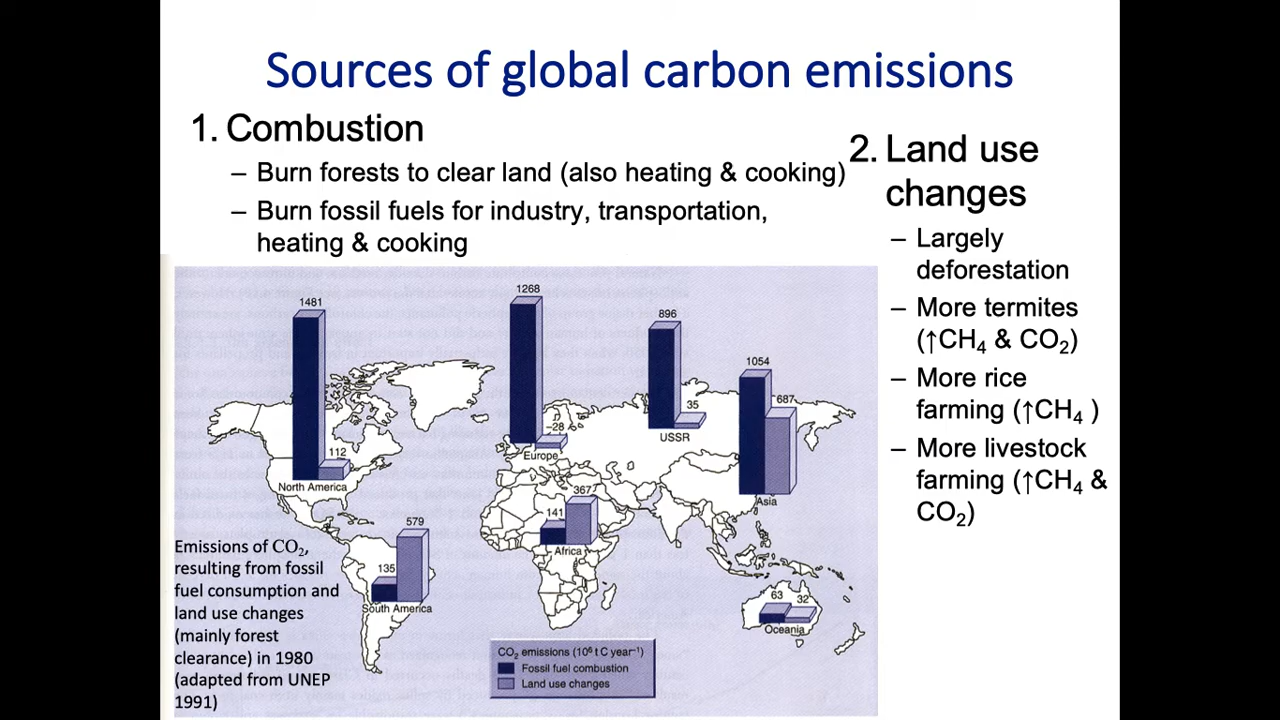 Sources of global carbon emissions
1. Combustion
– Burn forests to clear land (also heating & cooking)
– Burn fossil fuels for industry, transportation,
heating & cooking
2. Land use
changes
– Largely
deforestation
– More termites
(↑CH₄ & CO₂)
– More rice
farming (↑CH₄ )
– More livestock
farming (↑CH₄ &
CO₂)
1481
112
North America
1268
–28
Europe
896
35
USSR
1054
687
Asia
579
135
South America
367
141
Africa
63
32
Oceania
Emissions of CO₂,
resulting from fossil
fuel consumption and
land use changes
(mainly forest
clearance) in 1980
(adapted from UNEP
1991)
CO₂ emissions (10⁶ t C year⁻¹)
Fossil fuel combustion
Land use changes